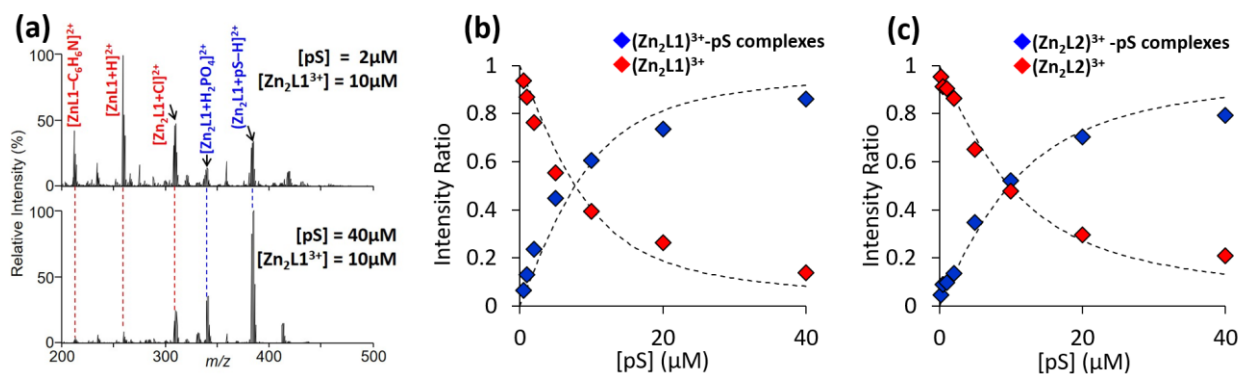 (a)
[ZnL1−C₆H₆N]²⁺
[ZnL1+H]²⁺
[Zn₂L1+Cl]²⁺
[Zn₂L1+H₂PO₄]²⁺
(Zn₂L1+pS−H]²⁺
[pS] = 2µM
[Zn₂L1³⁺] = 10µM
100
50
0
Relative Intensity (%)
100
50
0
[pS] = 40µM
[Zn₂L1³⁺] = 10µM
200 300 400 500
m/z
(b)
(Zn₂L1)³⁺-pS complexes
(Zn₂L1)³⁺
Intensity Ratio
1
0.8
0.6
0.4
0.2
0
0 20 40
[pS] (µM)
(c)
(Zn₂L2)³⁺ -pS complexes
(Zn₂L2)³⁺
Intensity Ratio
1
0.8
0.6
0.4
0.2
0
0 20 40
[pS] (µM)